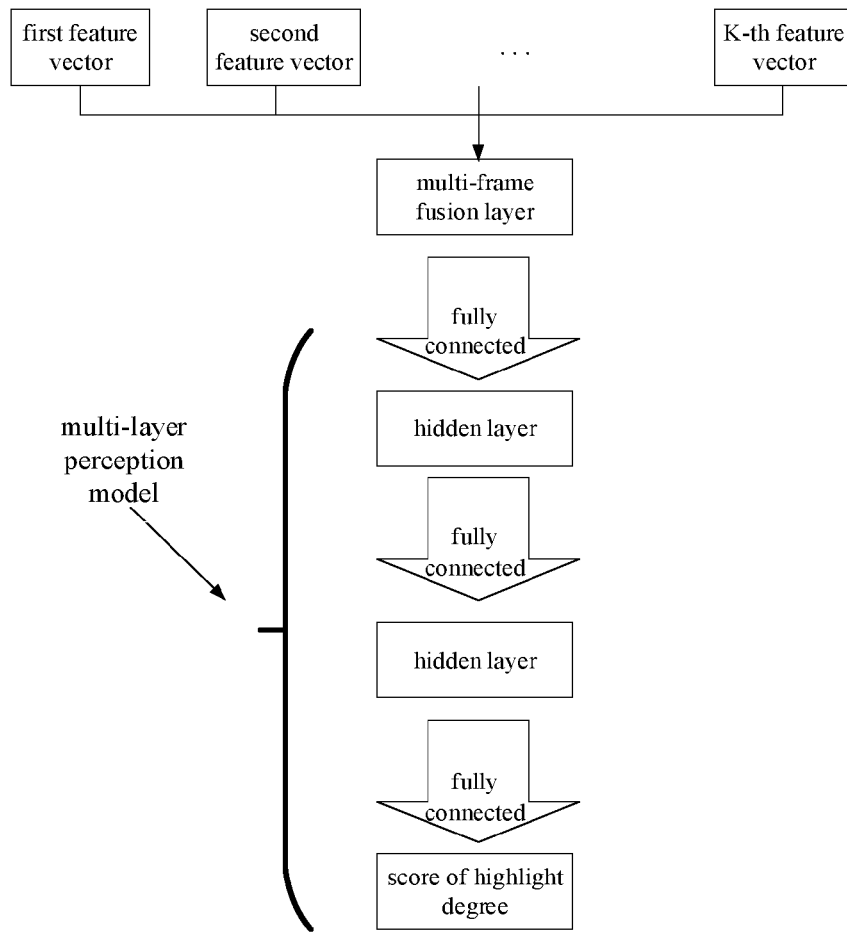 first feature
vector
second
feature vector
. . .
K-th feature
vector
multi-frame
fusion layer
fully
connected
hidden layer
multi-layer
perception
model
fully
connected
hidden layer
fully
connected
score of highlight
degree